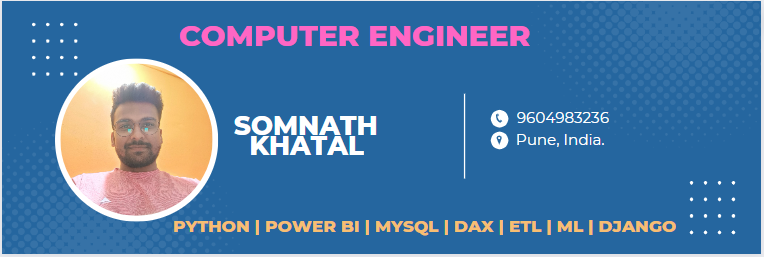 COMPUTER ENGINEER
SOMNATH
KHATAL
9604983236
Pune, India.
PYTHON | POWER BI | MYSQL | DAX | ETL | ML | DJANGO